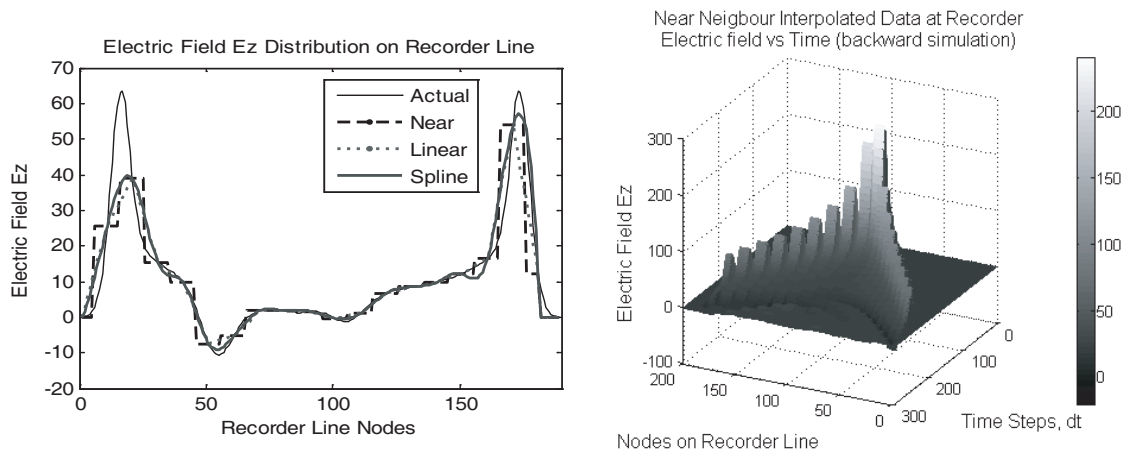 Electric Field Ez Distribution on Recorder Line
70
60
50
40
30
20
10
0
-10
-20
Electric Field Ez
Actual
Near
Linear
Spline
0
50
100
150
Recorder Line Nodes
Near Neigbour Interpolated Data at Recorder
Electric field vs Time (backward simulation)
300
200
100
0
-100
Electric Field Ez
200
150
100
50
0
Nodes on Recorder Line
300
200
100
0
Time Steps, dt
200
150
100
50
0